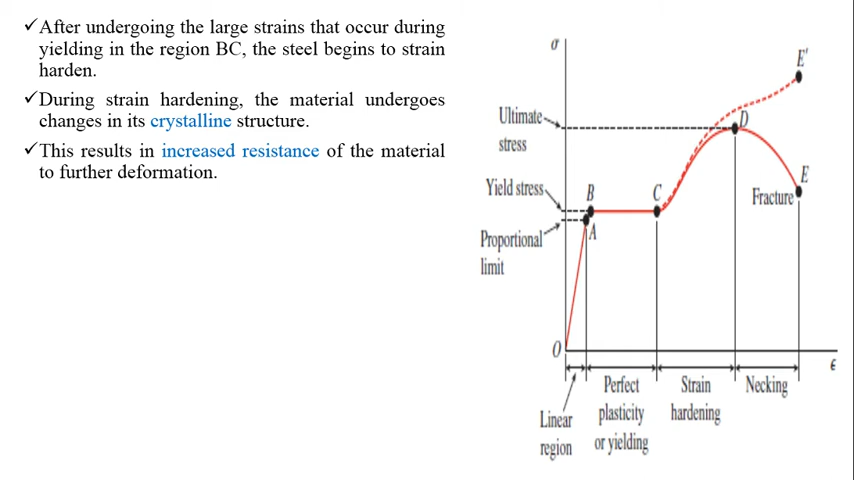 ✓After undergoing the large strains that occur during
yielding in the region BC, the steel begins to strain
harden.
✓During strain hardening, the material undergoes
changes in its crystalline structure.
✓This results in increased resistance of the material
to further deformation.
σ
E'
Ultimate
stress
D
Yield stress
B
C
E
Fracture
A
Proportional
limit
O
ϵ
Perfect
plasticity
or yielding
Strain
hardening
Necking
Linear
region